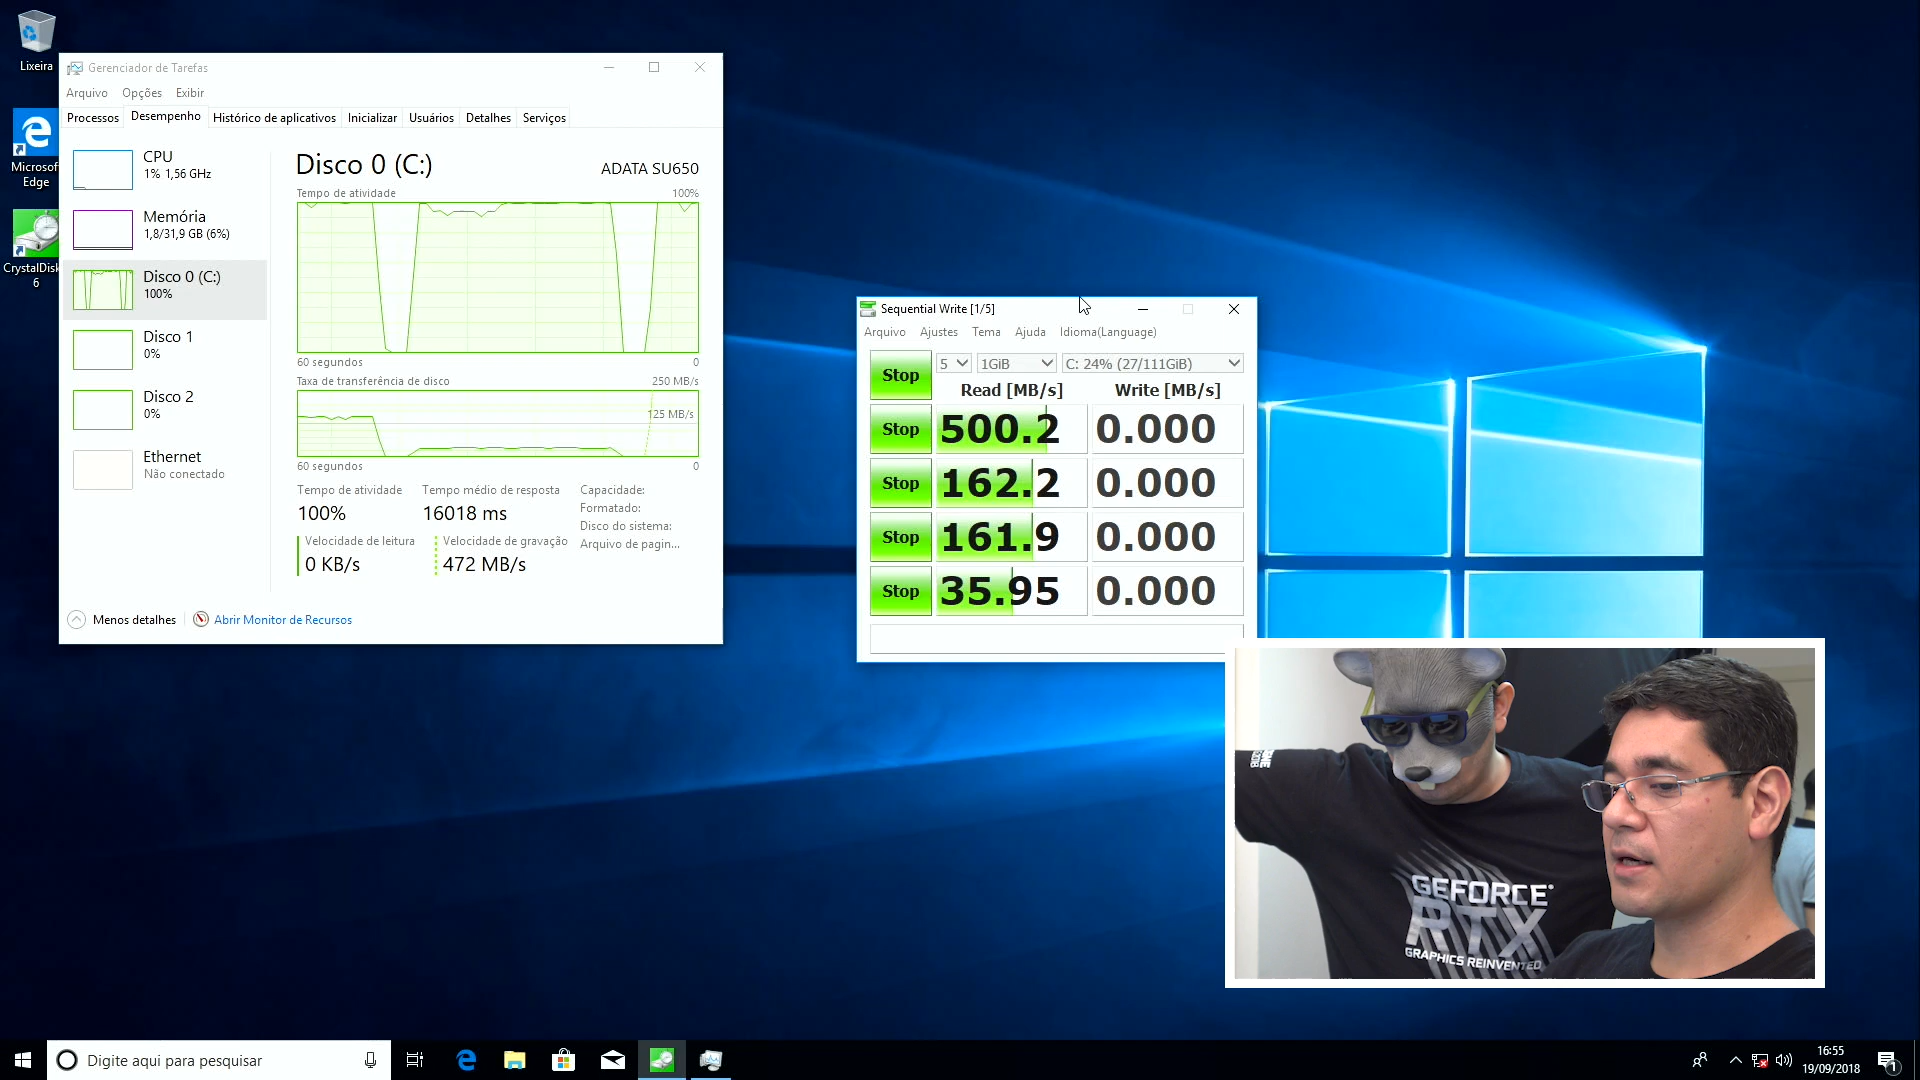 Lixeira
Microsof
Edge
CrystalDisk
6
Gerenciador de Tarefas
Arquivo Opções Exibir
Processos Desempenho Histórico de aplicativos Inicializar Usuários Detalhes Serviços
CPU
1% 1,56 GHz
Memória
1,8/31,9 GB (6%)
Disco 0 (C:)
100%
Disco 1
0%
Disco 2
0%
Ethernet
Não conectado
Disco 0 (C:) ADATA SU650
Tempo de atividade 100%
60 segundos 0
Taxa de transferência de disco 250 MB/s
125 MB/s
60 segundos 0
Tempo de atividade Tempo médio de resposta Capacidade:
100% 16018 ms Formatado:
Disco do sistema:
Velocidade de leitura Velocidade de gravação Arquivo de pagin...
0 KB/s 472 MB/s
Menos detalhes Abrir Monitor de Recursos
Sequential Write [1/5]
Arquivo Ajustes Tema Ajuda Idioma(Language)
Stop 5 1GiB C: 24% (27/111GiB)
Read [MB/s] Write [MB/s]
Stop 500.2 0.000
Stop 162.2 0.000
Stop 161.9 0.000
Stop 35.95 0.000
GEFORCE
RTX
GRAPHICS REINVENTED
Digite aqui para pesquisar
16:55
19/09/2018
1